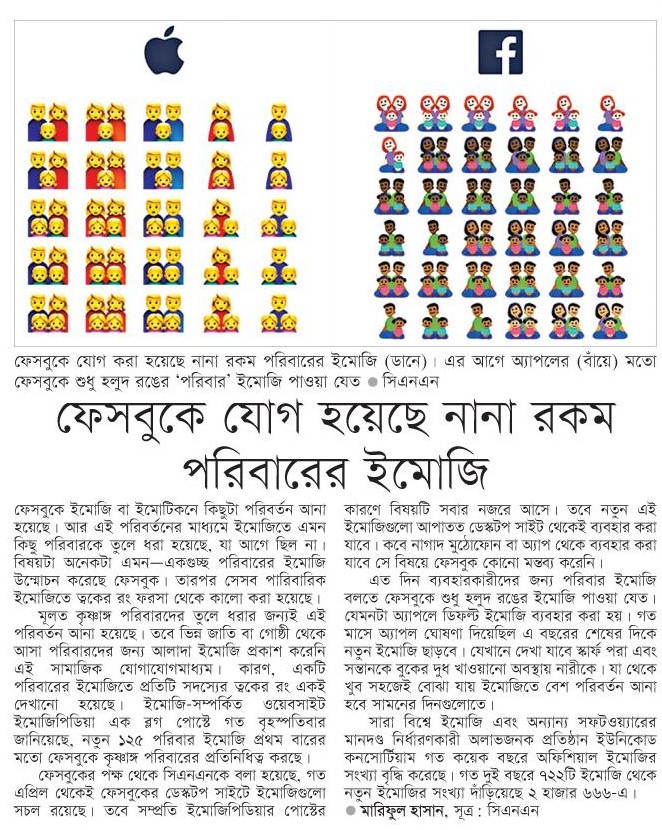 ফেসবুকে যোগ করা হয়েছে নানা রকম পরিবারের ইমোজি (ডানে)। এর আগে অ্যাপলের (বাঁয়ে) মতো
ফেসবুকে শুধু হলুদ রঙের ‘পরিবার’ ইমোজি পাওয়া যেত ● সিএনএন
ফেসবুকে যোগ হয়েছে নানা রকম
পরিবারের ইমোজি
ফেসবুকে ইমোজি বা ইমোটিকনে কিছুটা পরিবর্তন আনা
হয়েছে। আর এই পরিবর্তনের মাধ্যমে ইমোজিতে এমন
কিছু পরিবারকে তুলে ধরা হয়েছে, যা আগে ছিল না।
বিষয়টা অনেকটা এমন—একগুচ্ছ পরিবারের ইমোজি
উন্মোচন করেছে ফেসবুক। তারপর সেসব পারিবারিক
ইমোজিতে ত্বকের রং ফরসা থেকে কালো করা হয়েছে।
মূলত কৃষ্ণাঙ্গ পরিবারদের তুলে ধরার জন্যই এই
পরিবর্তন আনা হয়েছে। তবে ভিন্ন জাতি বা গোষ্ঠী থেকে
আসা পরিবারদের জন্য আলাদা ইমোজি প্রকাশ করেনি
এই সামাজিক যোগাযোগমাধ্যম। কারণ, একটি
পরিবারের ইমোজিতে প্রতিটি সদস্যের ত্বকের রং একই
দেখানো হয়েছে। ইমোজি-সম্পর্কিত ওয়েবসাইট
ইমোজিপিডিয়া এক ব্লগ পোস্টে গত বৃহস্পতিবার
জানিয়েছে, নতুন ১২৫ পরিবার ইমোজি প্রথম বারের
মতো ফেসবুকে কৃষ্ণাঙ্গ পরিবারের প্রতিনিধিত্ব করছে।
ফেসবুকের পক্ষ থেকে সিএনএনকে বলা হয়েছে, গত
এপ্রিল থেকেই ফেসবুকের ডেস্কটপ সাইটে ইমোজিগুলো
সচল রয়েছে। তবে সম্প্রতি ইমোজিপিডিয়ার পোস্টের
কারণে বিষয়টি সবার নজরে আসে। তবে নতুন এই
ইমোজিগুলো আপাতত ডেস্কটপ সাইট থেকেই ব্যবহার করা
যাবে। কবে নাগাদ মুঠোফোন বা অ্যাপ থেকে ব্যবহার করা
যাবে সে বিষয়ে ফেসবুক কোনো মন্তব্য করেনি।
এত দিন ব্যবহারকারীদের জন্য পরিবার ইমোজি
বলতে ফেসবুকে শুধু হলুদ রঙের ইমোজি পাওয়া যেত।
যেমনটা অ্যাপলে ডিফল্ট ইমোজি ব্যবহার করা হয়। গত
মাসে অ্যাপল ঘোষণা দিয়েছিল এ বছরের শেষের দিকে
নতুন ইমোজি ছাড়বে। যেখানে দেখা যাবে স্কার্ফ পরা এবং
সন্তানকে বুকের দুধ খাওয়ানো অবস্থায় নারীকে। যা থেকে
খুব সহজেই বোঝা যায় ইমোজিতে বেশ পরিবর্তন আনা
হবে সামনের দিনগুলোতে।
সারা বিশ্বে ইমোজি এবং অন্যান্য সফটওয়্যারের
মানদণ্ড নির্ধারণকারী অলাভজনক প্রতিষ্ঠান ইউনিকোড
কনসোর্টিয়াম গত কয়েক বছরে অফিশিয়াল ইমোজির
সংখ্যা বৃদ্ধি করেছে। গত দুই বছরে ৭২২টি ইমোজি থেকে
নতুন ইমোজির সংখ্যা দাঁড়িয়েছে ২ হাজার ৬৬৬-এ।
● মারিফুল হাসান, সূত্র : সিএনএন